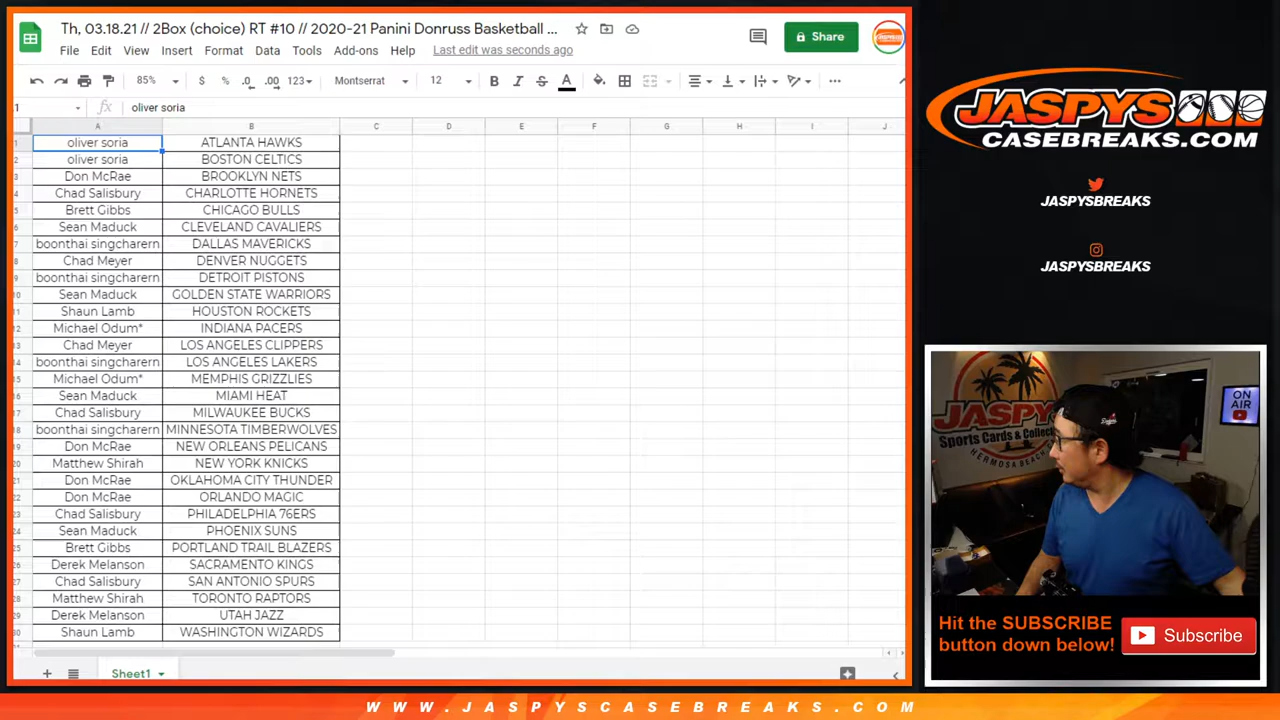 Th, 03.18.21 // 2Box (choice) RT #10 // 2020-21 Panini Donruss Basketball ...
File Edit View Insert Format Data Tools Add-ons Help Last edit was seconds ago
Share
85% $ % .0 .00 123 Montserrat 12 B I S A
1 fx oliver soria
A B C D E F G H I J
1 oliver soria ATLANTA HAWKS
2 oliver soria BOSTON CELTICS
3 Don McRae BROOKLYN NETS
4 Chad Salisbury CHARLOTTE HORNETS
5 Brett Gibbs CHICAGO BULLS
6 Sean Maduck CLEVELAND CAVALIERS
7 boonthai singcharern DALLAS MAVERICKS
8 Chad Meyer DENVER NUGGETS
9 boonthai singcharern DETROIT PISTONS
10 Sean Maduck GOLDEN STATE WARRIORS
11 Shaun Lamb HOUSTON ROCKETS
12 Michael Odum* INDIANA PACERS
13 Chad Meyer LOS ANGELES CLIPPERS
14 boonthai singcharern LOS ANGELES LAKERS
15 Michael Odum* MEMPHIS GRIZZLIES
16 Sean Maduck MIAMI HEAT
17 Chad Salisbury MILWAUKEE BUCKS
18 boonthai singcharern MINNESOTA TIMBERWOLVES
19 Don McRae NEW ORLEANS PELICANS
20 Matthew Shirah NEW YORK KNICKS
21 Don McRae OKLAHOMA CITY THUNDER
22 Don McRae ORLANDO MAGIC
23 Chad Salisbury PHILADELPHIA 76ERS
24 Sean Maduck PHOENIX SUNS
25 Brett Gibbs PORTLAND TRAIL BLAZERS
26 Derek Melanson SACRAMENTO KINGS
27 Chad Salisbury SAN ANTONIO SPURS
28 Matthew Shirah TORONTO RAPTORS
29 Derek Melanson UTAH JAZZ
30 Shaun Lamb WASHINGTON WIZARDS
Sheet1
JASPYS
CASEBREAKS.COM
JASPYSBREAKS
JASPYSBREAKS
JASPYS
Sports Cards & Collec
HERMOSA BEACH, C
ON
AIR
Hit the SUBSCRIBE
button down below!
Subscribe
WWW.JASPYSCASEBREAKS.COM